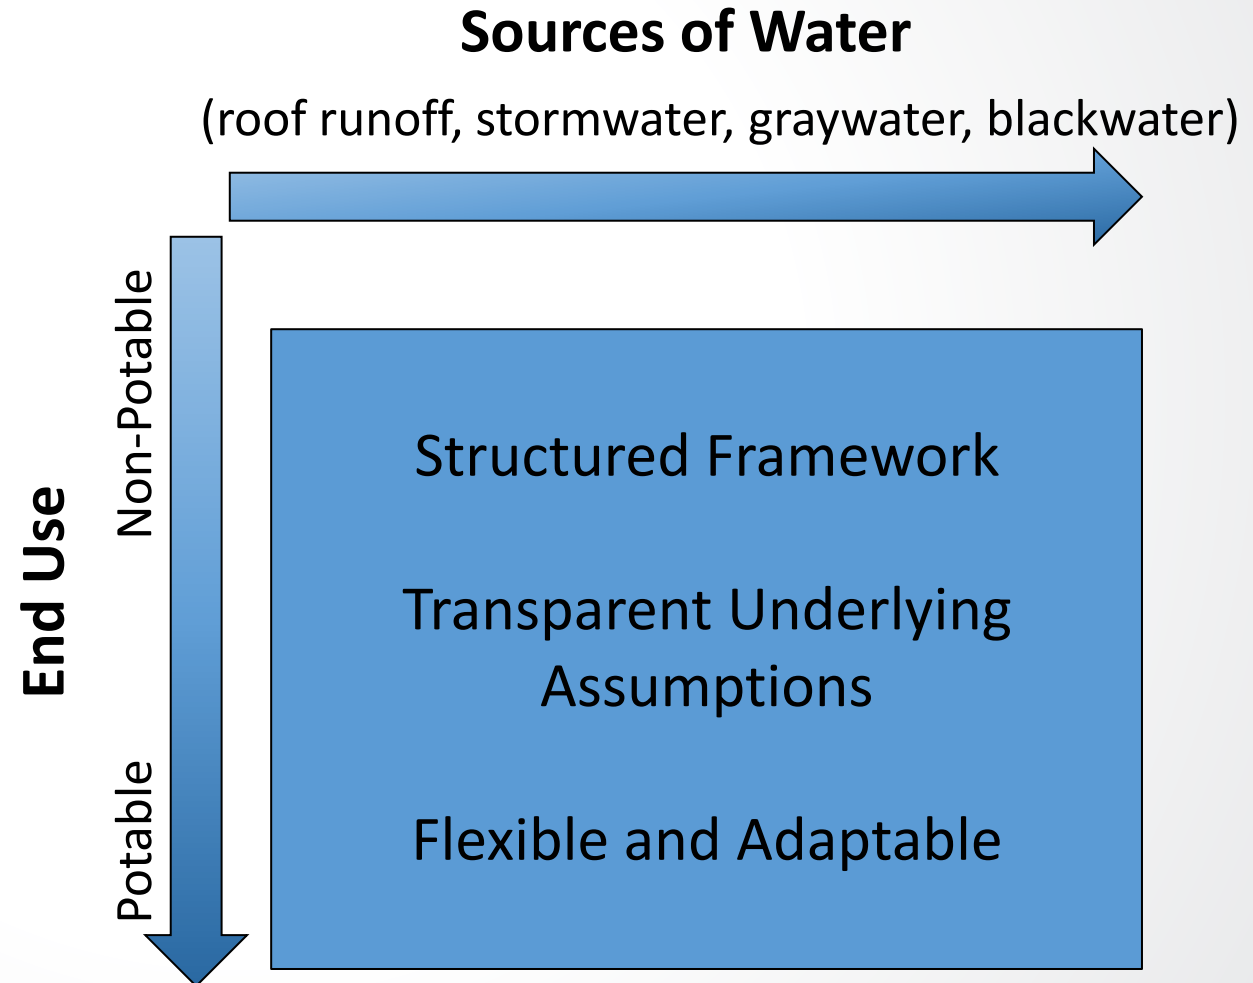 Sources of Water
(roof runoff, stormwater, graywater, blackwater)
End Use
Non-Potable
Potable
Structured Framework
Transparent Underlying
Assumptions
Flexible and Adaptable